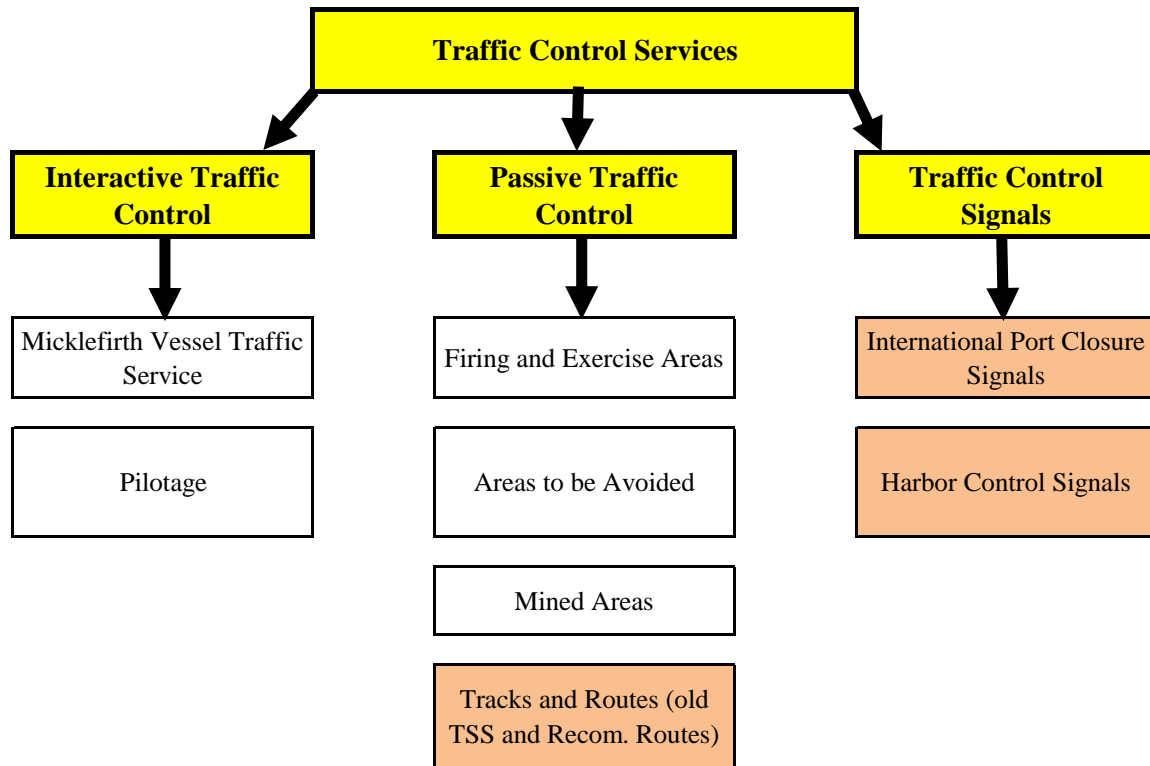 Traffic Control Services
Interactive Traffic
Control
Passive Traffic
Control
Traffic Control
Signals
Micklefirth Vessel Traffic
Service
Firing and Exercise Areas
International Port Closure
Signals
Pilotage
Areas to be Avoided
Harbor Control Signals
Mined Areas
Tracks and Routes (old
TSS and Recom. Routes)